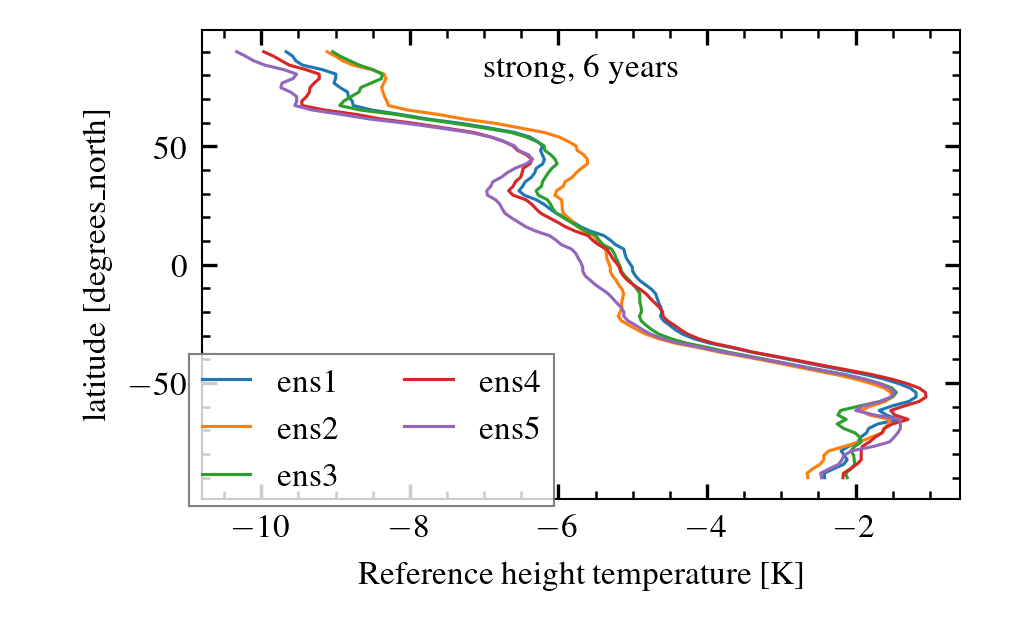 strong, 6 years
50
0
−50
latitude [degrees_north]
ens1
ens2
ens3
ens4
ens5
−10
−8
−6
−4
−2
Reference height temperature [K]